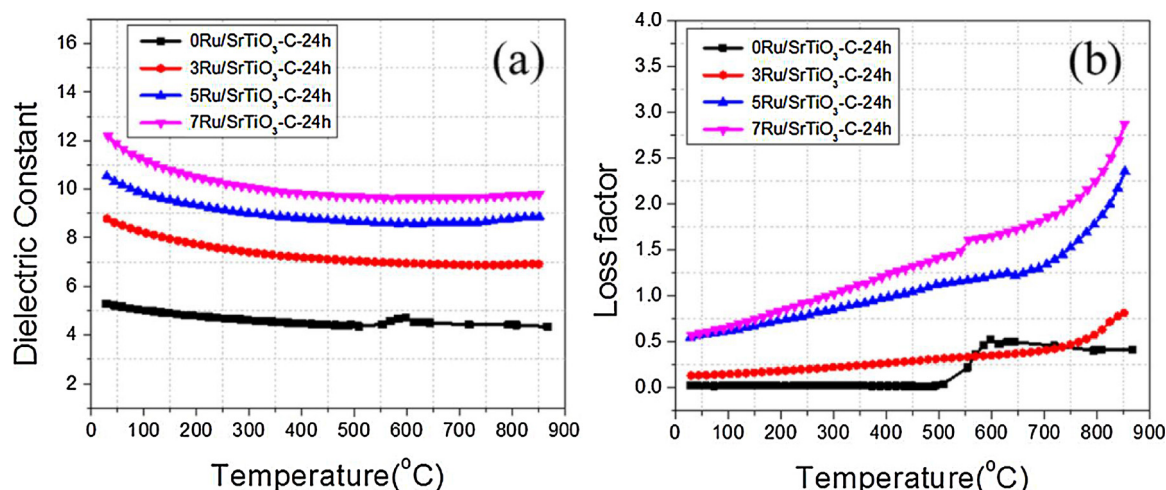 16
14
12
10
8
6
4
2
Dielectric Constant
(a)
0Ru/SrTiO₃-C-24h
3Ru/SrTiO₃-C-24h
5Ru/SrTiO₃-C-24h
7Ru/SrTiO₃-C-24h
0 100 200 300 400 500 600 700 800 900
Temperature(°C)
4.0
3.5
3.0
2.5
2.0
1.5
1.0
0.5
0.0
Loss factor
(b)
0Ru/SrTiO₃-C-24h
3Ru/SrTiO₃-C-24h
5Ru/SrTiO₃-C-24h
7Ru/SrTiO₃-C-24h
0 100 200 300 400 500 600 700 800 900
Temperature(°C)